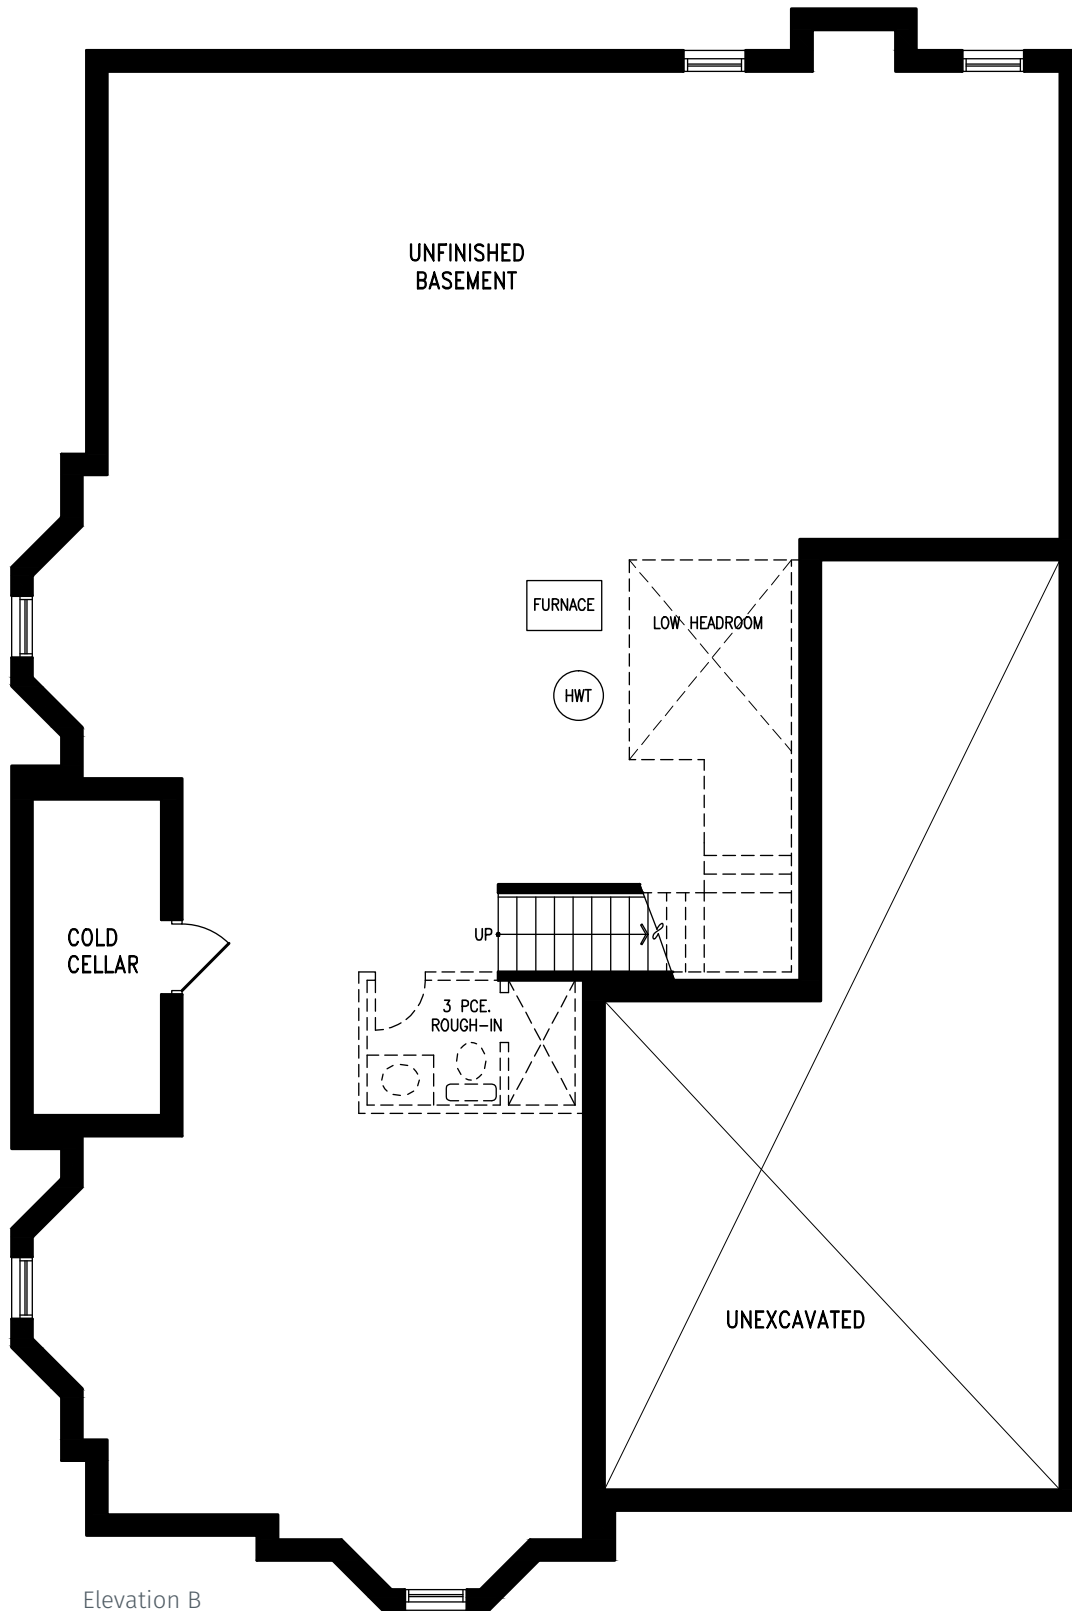 UNFINISHED
BASEMENT
FURNACE
LOW HEADROOM
HWT
UP
COLD
CELLAR
3 PCE.
ROUGH-IN
UNEXCAVATED
Elevation B